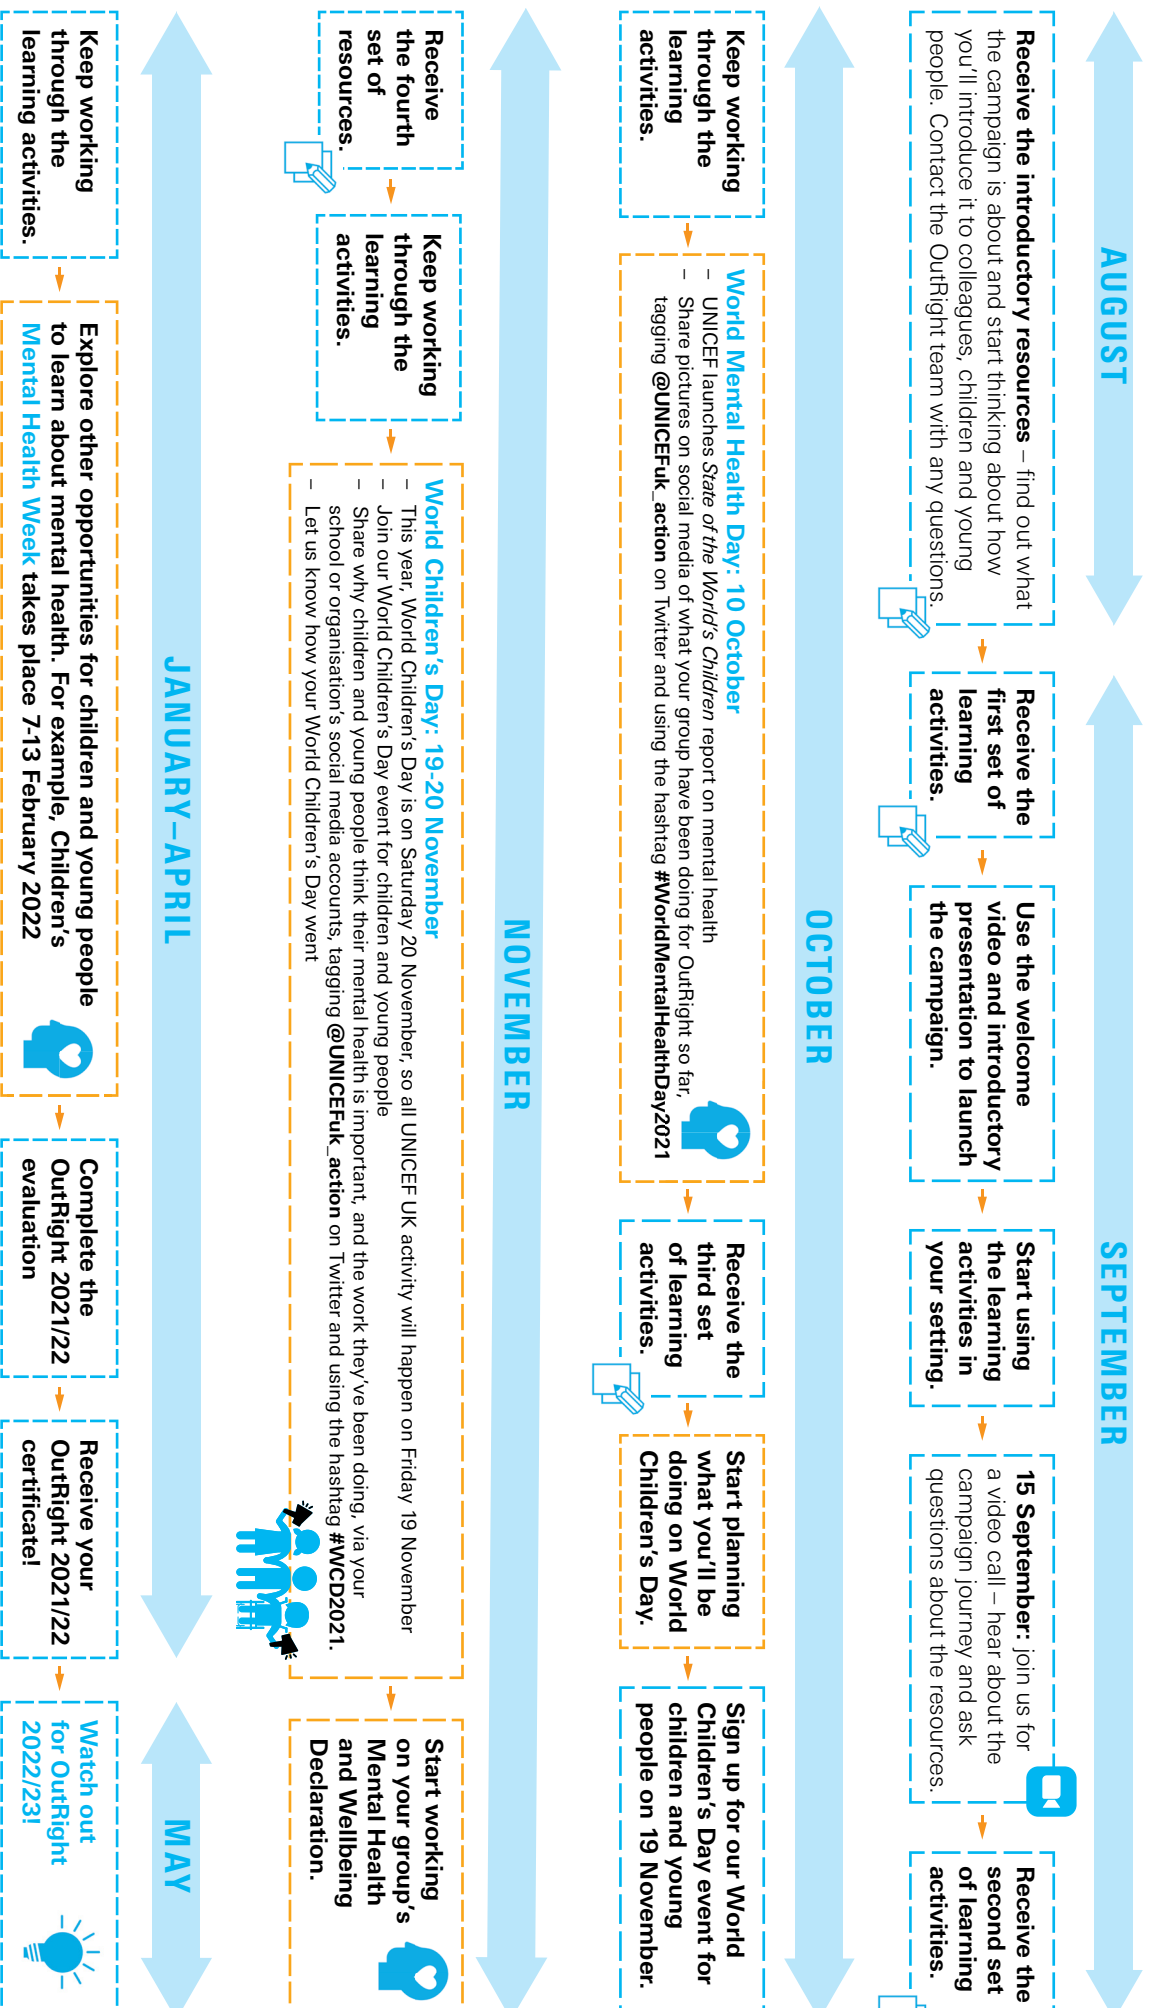 AUGUST
SEPTEMBER
Receive the introductory resources – find out what
the campaign is about and start thinking about how
you’ll introduce it to colleagues, children and young
people. Contact the OutRight team with any questions.
Receive the
first set of
learning
activities.
Use the welcome
video and introductory
presentation to launch
the campaign.
Start using
the learning
activities in
your setting.
15 September: join us for
a video call – hear about the
campaign journey and ask
questions about the resources.
Receive the
second set
of learning
activities.
OCTOBER
Keep working
through the
learning
activities.
World Mental Health Day: 10 October
– UNICEF launches State of the World’s Children report on mental health
– Share pictures on social media of what your group have been doing for OutRight so far,
tagging @UNICEFuk_action on Twitter and using the hashtag #WorldMentalHealthDay2021
Receive the
third set
of learning
activities.
Start planning
what you’ll be
doing on World
Children’s Day.
Sign up for our World
Children’s Day event for
children and young
people on 19 November.
NOVEMBER
Receive
the fourth
set of
resources.
Keep working
through the
learning
activities.
World Children’s Day: 19-20 November
– This year, World Children’s Day is on Saturday 20 November, so all UNICEF UK activity will happen on Friday 19 November
– Join our World Children’s Day event for children and young people
– Share why children and young people think their mental health is important, and the work they’ve been doing, via your
school or organisation’s social media accounts, tagging @UNICEFuk_action on Twitter and using the hashtag #WCD2021.
– Let us know how your World Children’s Day went
Start working
on your group’s
Mental Health
and Wellbeing
Declaration.
JANUARY–APRIL
MAY
Keep working
through the
learning activities.
Explore other opportunities for children and young people
to learn about mental health. For example, Children’s
Mental Health Week takes place 7-13 February 2022
Complete the
OutRight 2021/22
evaluation
Receive your
OutRight 2021/22
certificate!
Watch out
for OutRight
2022/23!